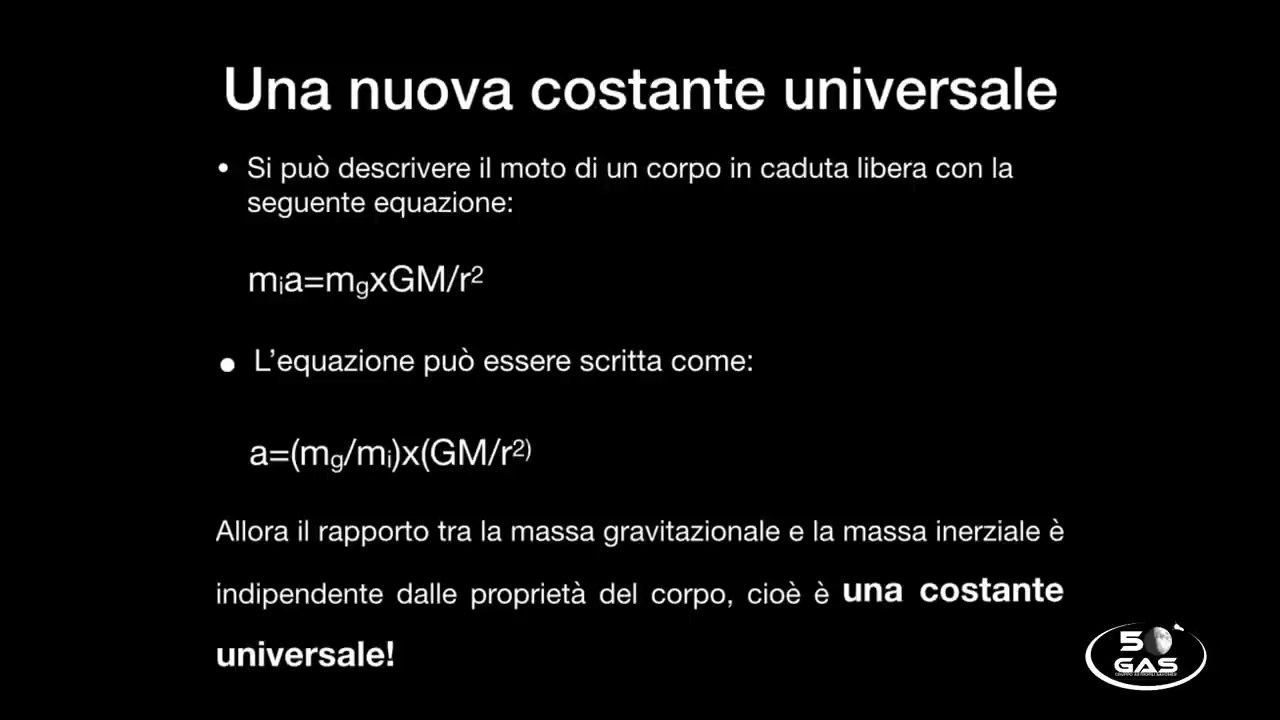 Una nuova costante universale
• Si può descrivere il moto di un corpo in caduta libera con la
seguente equazione:
mᵢa=m₉xGM/r²
• L’equazione può essere scritta come:
a=(m₉/mᵢ)x(GM/r²⁾
Allora il rapporto tra la massa gravitazionale e la massa inerziale è
indipendente dalle proprietà del corpo, cioè è una costante
universale!
50
GAS